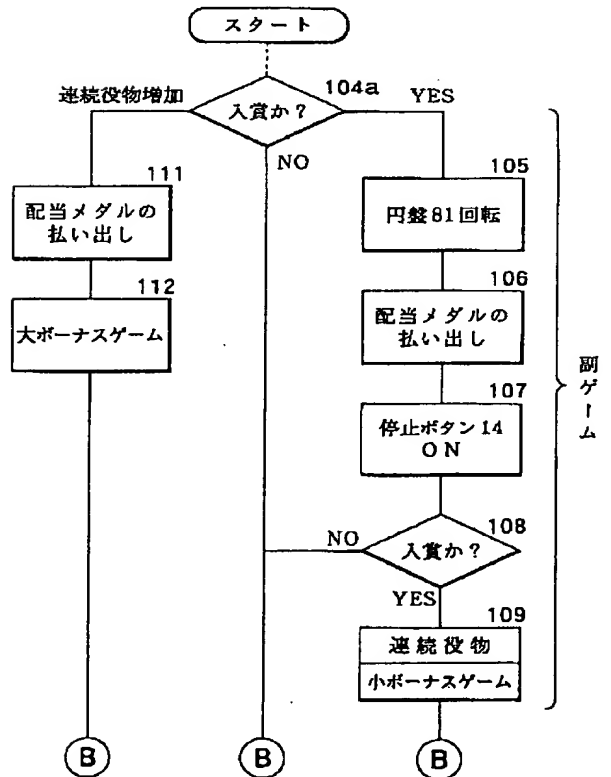 スタート
104a
連続役物増加
入賞か？
YES
NO
111
配当メダルの
払い出し
105
円盤81回転
112
大ボーナスゲーム
106
配当メダルの
払い出し
107
停止ボタン14
ON
副ゲーム
108
NO
入賞か？
YES
109
連続役物
小ボーナスゲーム
B
B
B